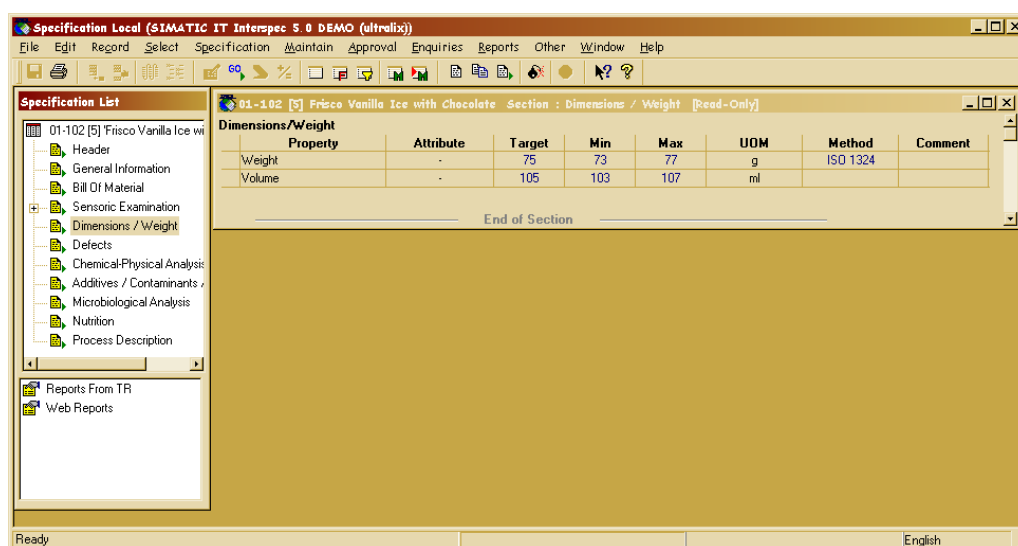 Specification Local (SIMATIC IT Interspec 5.0 DEMO (ultralix))
File Edit Record Select Specification Maintain Approval Enquiries Reports Other Window Help
Specification List
01-102 [5] 'Frisco Vanilla Ice wi
Header
General Information
Bill Of Material
Sensoric Examination
Dimensions / Weight
Defects
Chemical-Physical Analysis
Additives / Contaminants /
Microbiological Analysis
Nutrition
Process Description
Reports From TR
Web Reports
01-102 [5] Frisco Vanilla Ice with Chocolate Section : Dimensions / Weight [Read-Only]
Dimensions/Weight
Property Attribute Target Min Max UOM Method Comment
Weight - 75 73 77 g ISO 1324
Volume - 105 103 107 ml
End of Section
Ready English